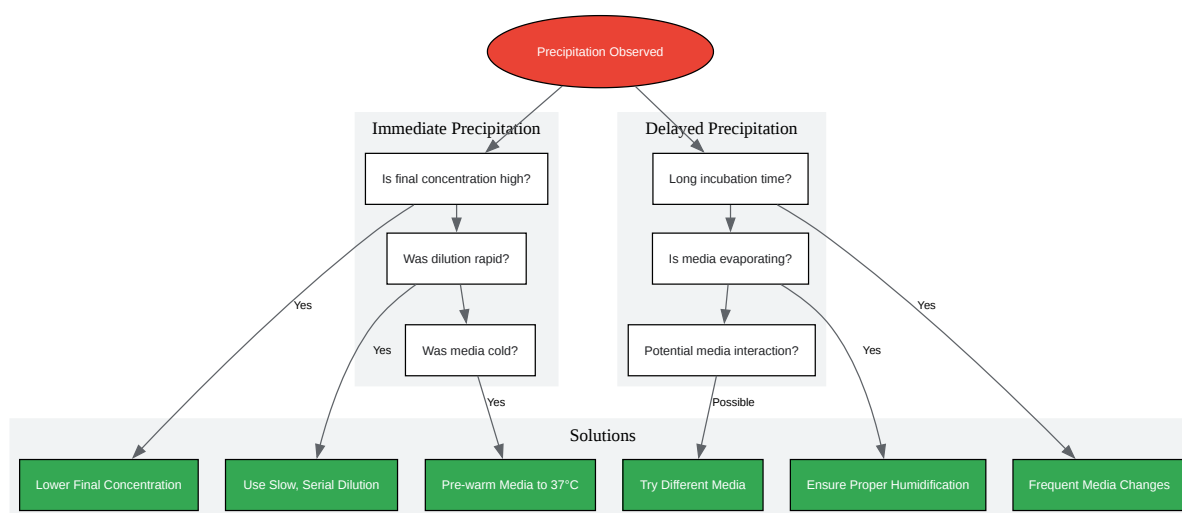 Precipitation Observed
Immediate Precipitation
Delayed Precipitation
Is final concentration high?
Long incubation time?
Was dilution rapid?
Is media evaporating?
Yes
Yes
Was media cold?
Potential media interaction?
Yes
Yes
Yes
Possible
Solutions
Lower Final Concentration
Use Slow, Serial Dilution
Pre-warm Media to 37°C
Try Different Media
Ensure Proper Humidification
Frequent Media Changes